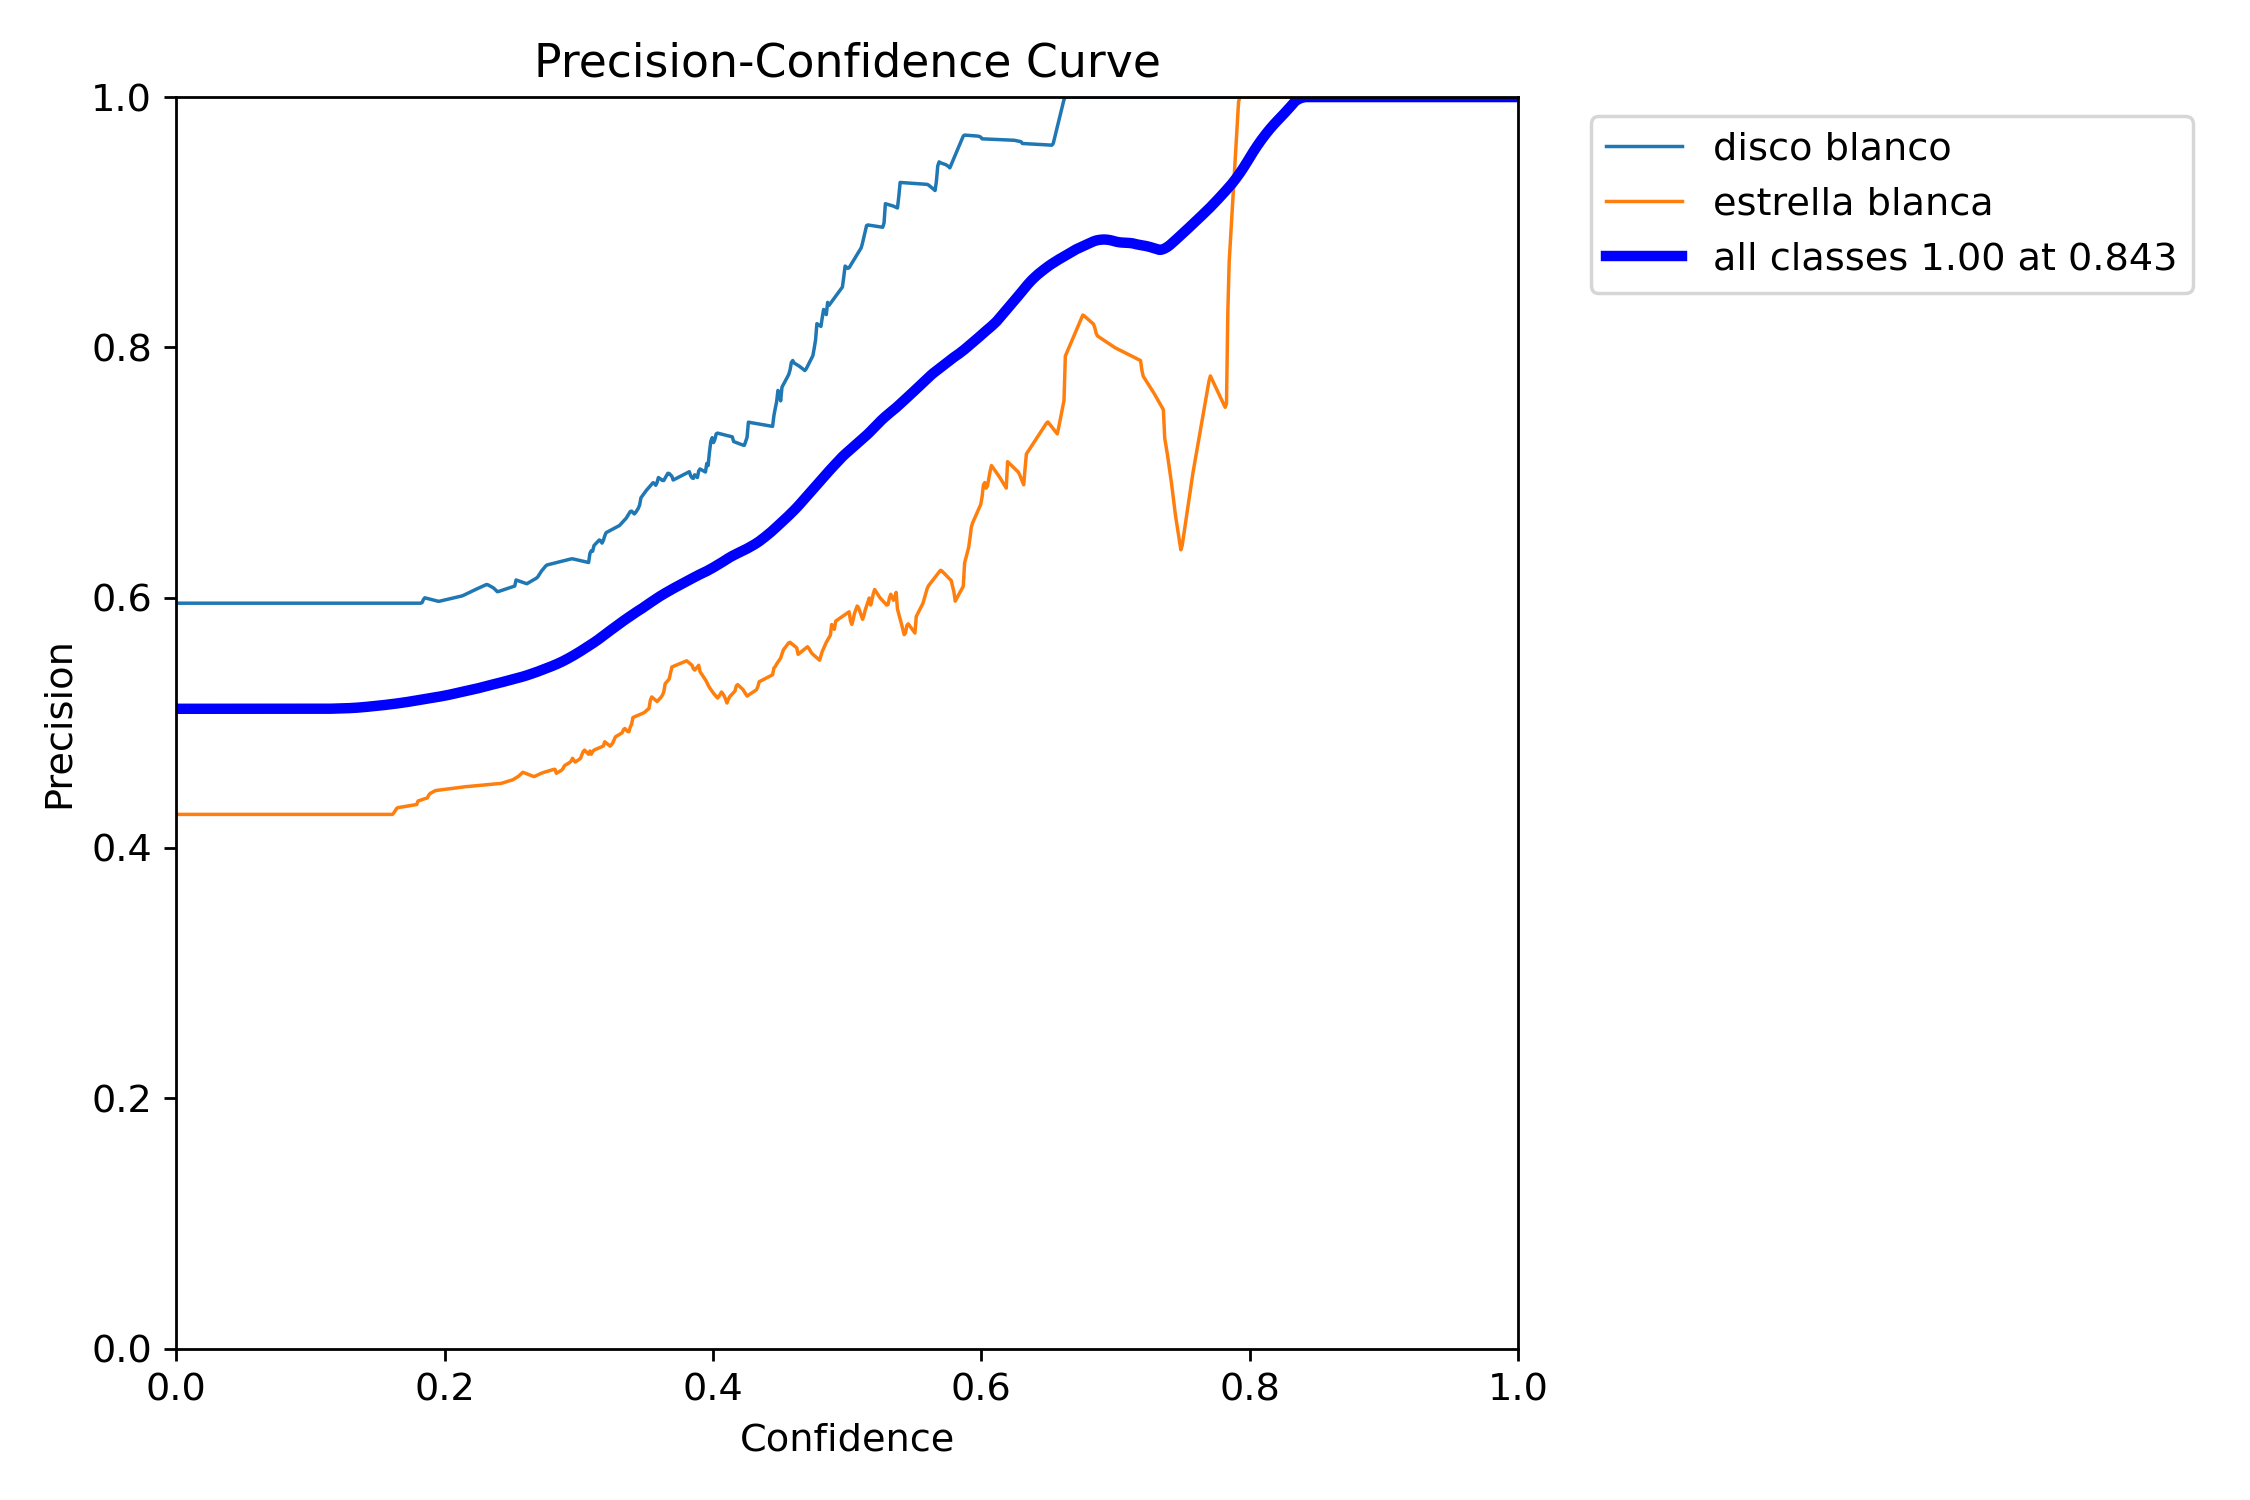 Precision-Confidence Curve
1.0
0.8
0.6
0.4
0.2
0.0
Precision
0.0 0.2 0.4 0.6 0.8 1.0
Confidence
disco blanco
estrella blanca
all classes 1.00 at 0.843